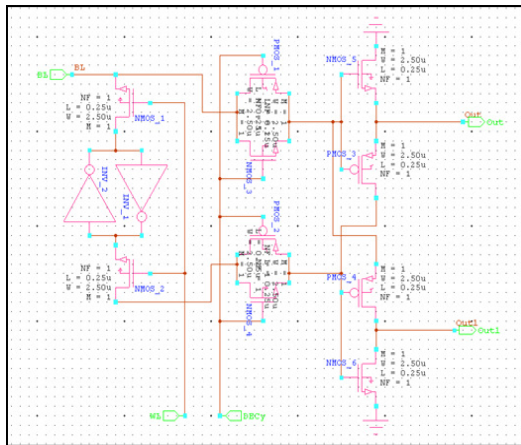 BL
BL
NF = 1
L = 0.25u
W = 2.50u
M = 1
NMOS_1
INV_2
INV_1
NF = 1
L = 0.25u
W = 2.50u
M = 1
NMOS_2
PMOS_1
NMOS_3
PMOS_2
NMOS_4
NMOS_5
M = 1
W = 2.50u
L = 0.25u
NF = 1
Out
Out
PMOS_3
M = 1
W = 2.50u
L = 0.25u
NF = 1
PMOS_4
M = 1
W = 2.50u
L = 0.25u
NF = 1
Out1
Out1
NMOS_6
M = 1
W = 2.50u
L = 0.25u
NF = 1
WL
DECy